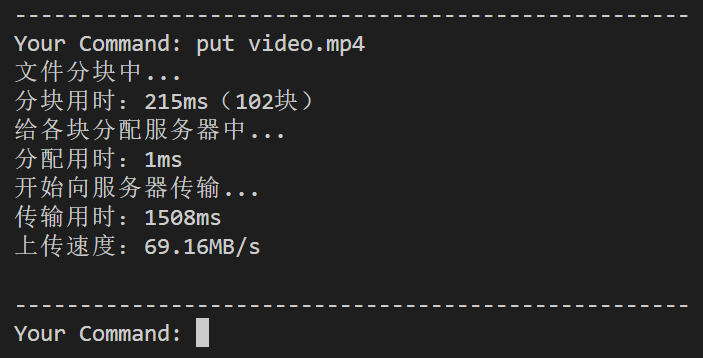 ----------------------------------------------------
Your Command: put video.mp4
文件分块中...
分块用时：215ms（102块）
给各块分配服务器中...
分配用时：1ms
开始向服务器传输...
传输用时：1508ms
上传速度：69.16MB/s
----------------------------------------------------
Your Command: